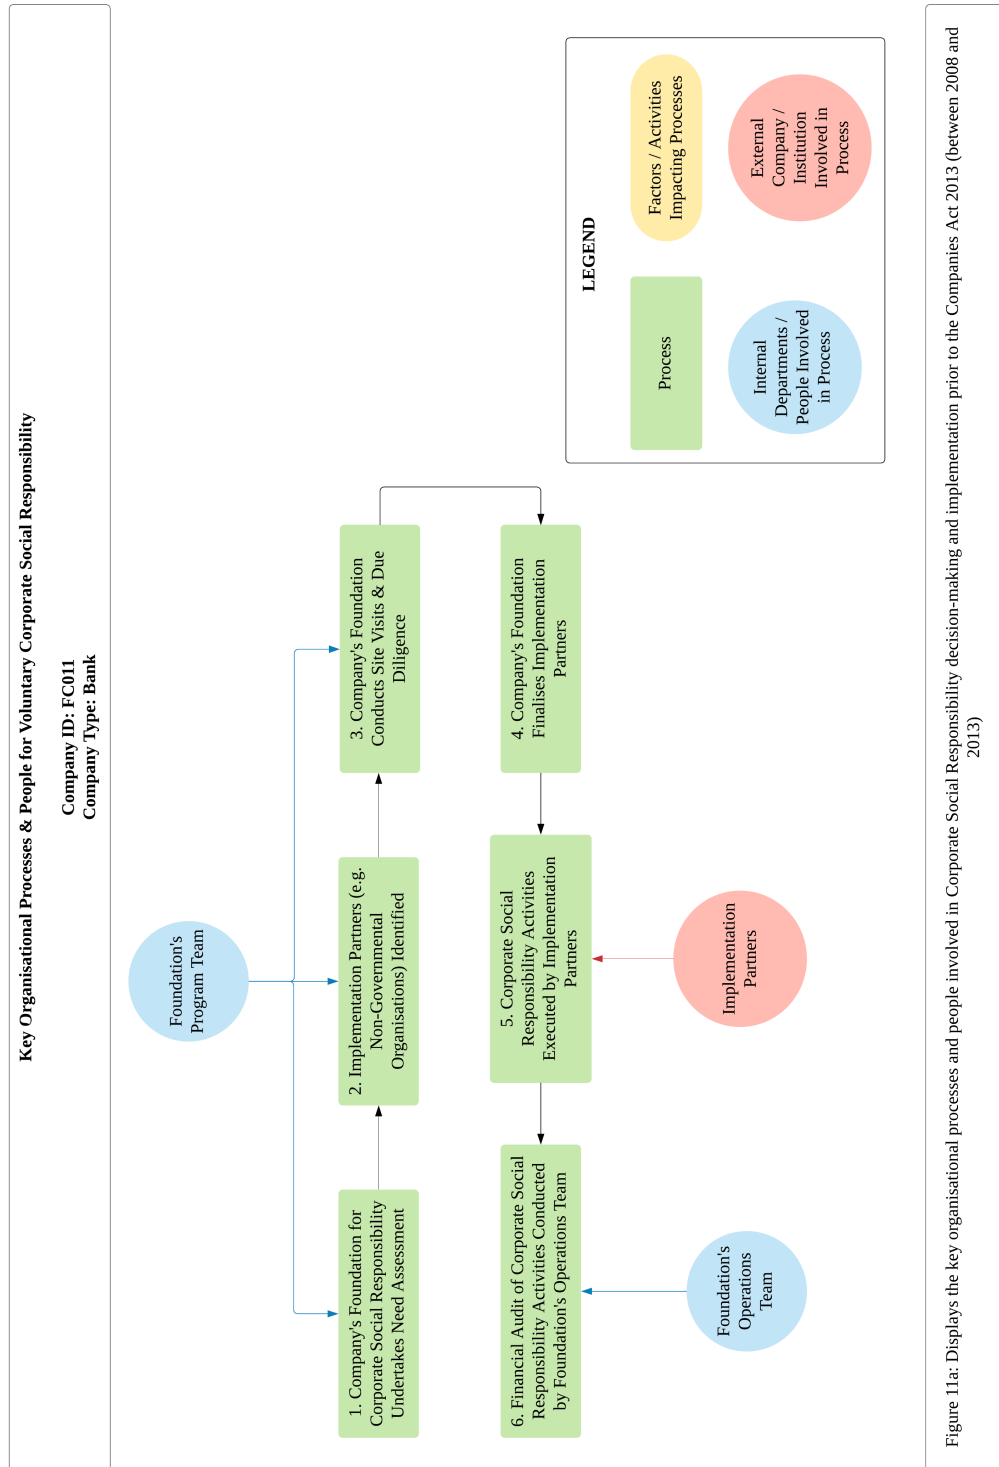 Key Organisational Processes & People for Voluntary Corporate Social Responsibility
Company ID: FC011
Company Type: Bank
Foundation's
Program Team
1. Company's Foundation for
Corporate Social Responsibility
Undertakes Need Assessment
2. Implementation Partners (e.g.
Non-Governmental
Organisations) Identified
3. Company's Foundation
Conducts Site Visits & Due
Diligence
4. Company's Foundation
Finalises Implementation
Partners
5. Corporate Social
Responsibility Activities
Executed by Implementation
Partners
6. Financial Audit of Corporate Social
Responsibility Activities Conducted
by Foundation's Operations Team
Foundation's
Operations
Team
Implementation
Partners
LEGEND
Process
Factors / Activities
Impacting Processes
Internal
Departments /
People Involved
in Process
External
Company /
Institution
Involved in
Process
Figure 11a: Displays the key organisational processes and people involved in Corporate Social Responsibility decision-making and implementation prior to the Companies Act 2013 (between 2008 and
2013)